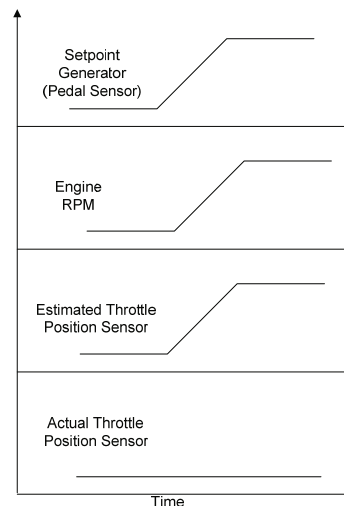 Setpoint
Generator
(Pedal Sensor)
Engine
RPM
Estimated Throttle
Position Sensor
Actual Throttle
Position Sensor
Time